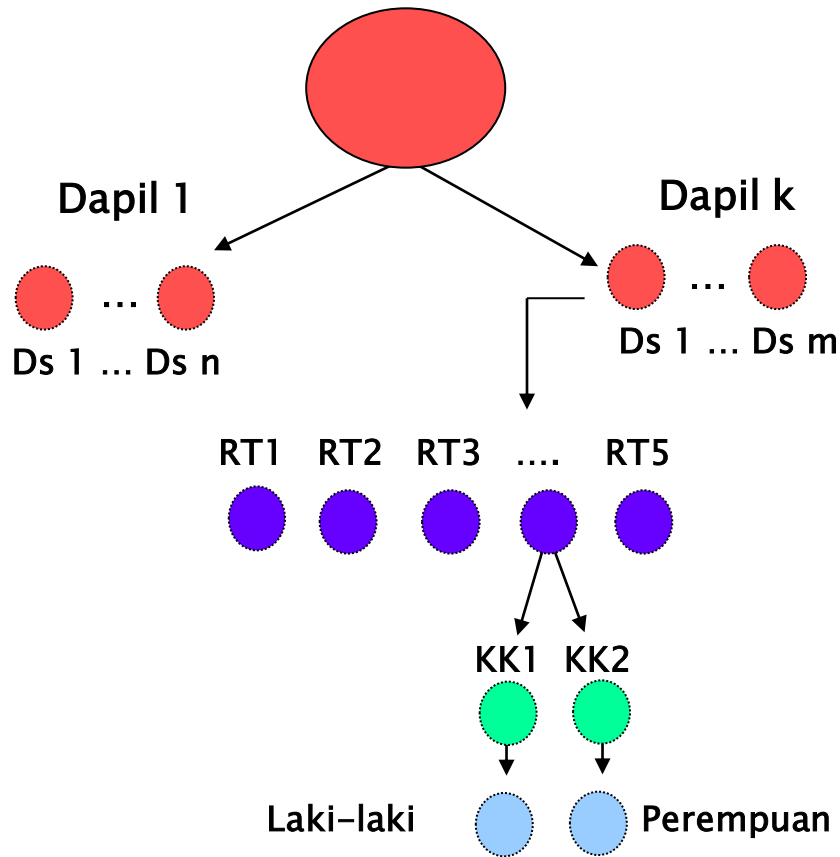 Dapil 1
Dapil k
...
...
Ds 1 ... Ds n
Ds 1 ... Ds m
RT1 RT2 RT3 .... RT5
KK1 KK2
Laki-laki
Perempuan